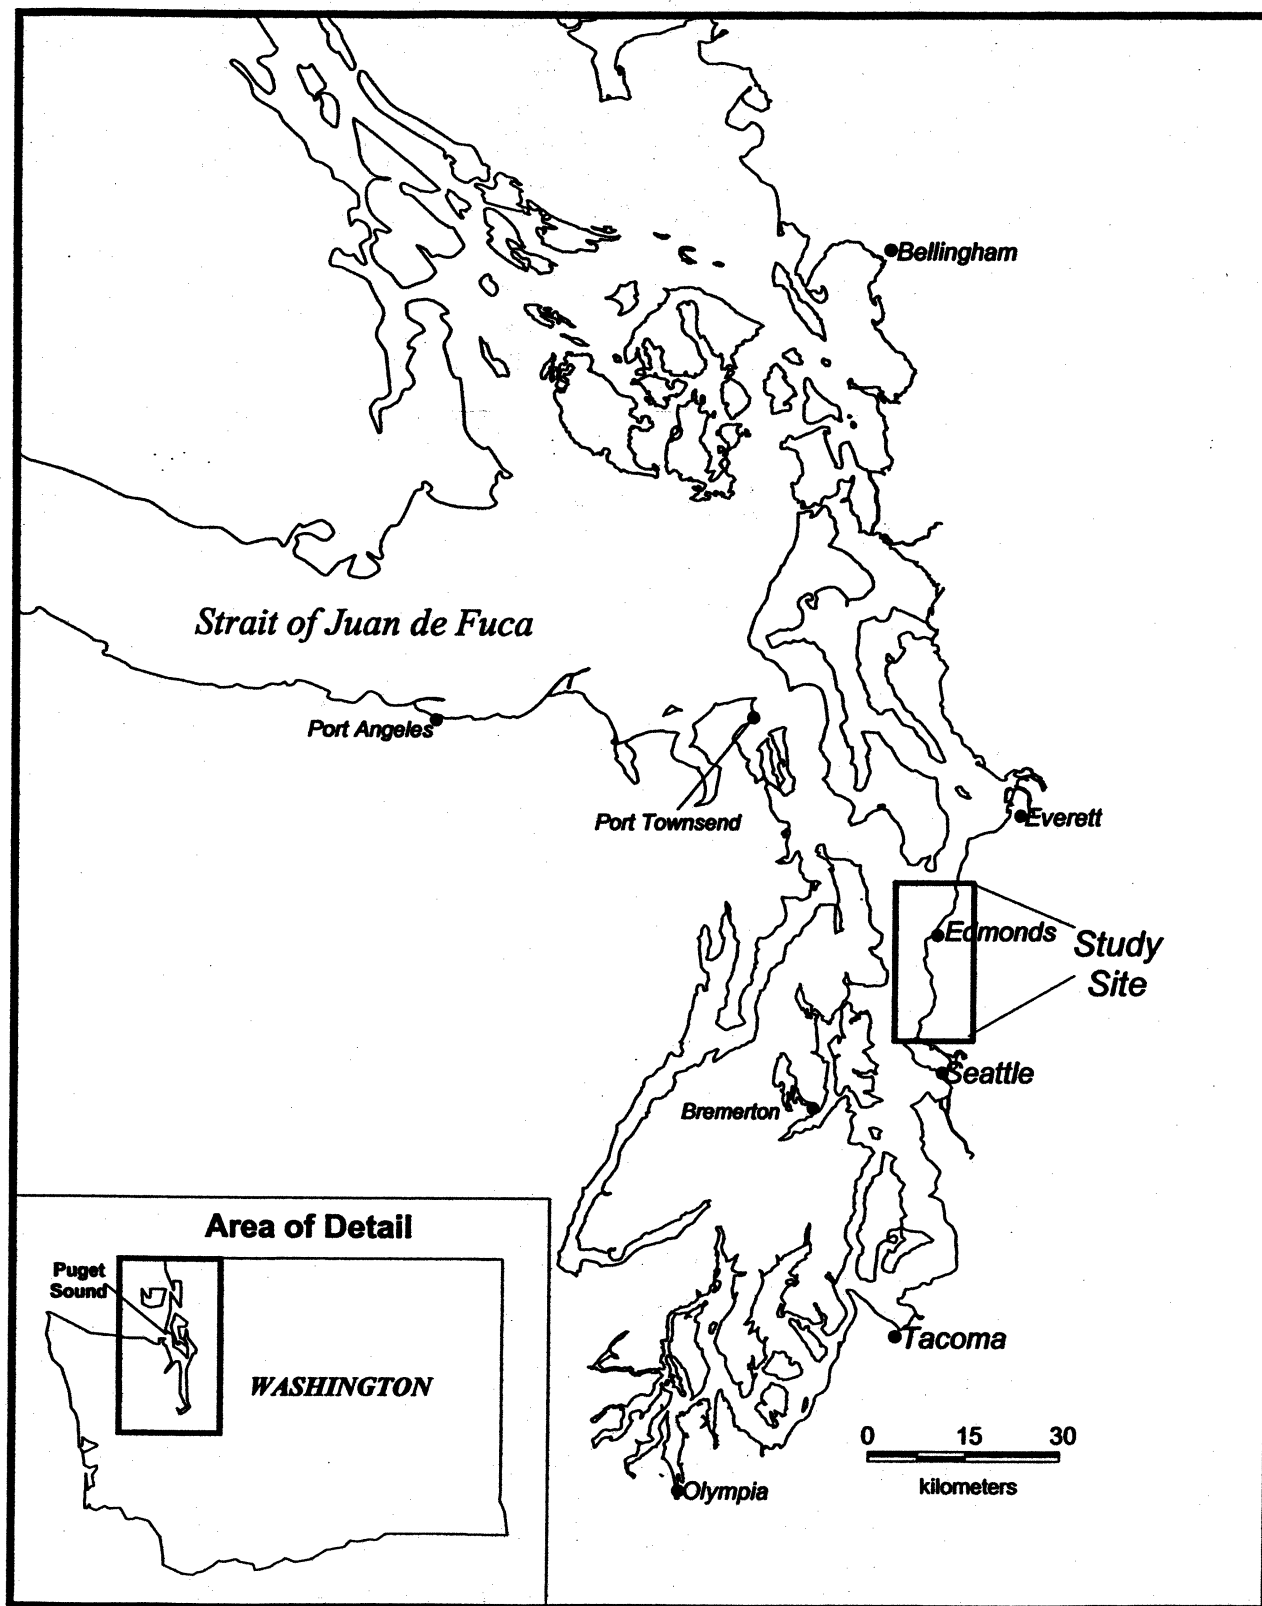 Bellingham
Strait of Juan de Fuca
Port Angeles
Port Townsend
Everett
Edmonds
Study
Site
Seattle
Bremerton
Area of Detail
Puget
Sound
WASHINGTON
Tacoma
0 15 30
kilometers
Olympia